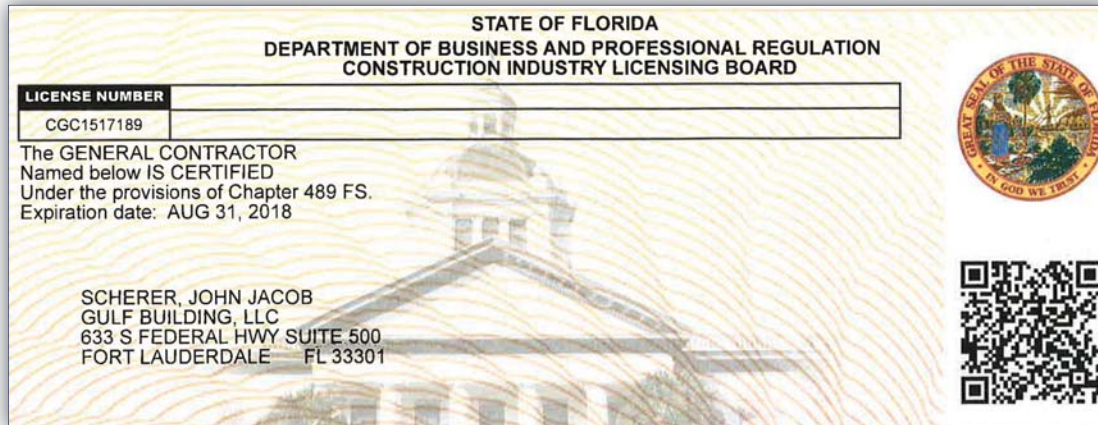 STATE OF FLORIDA
DEPARTMENT OF BUSINESS AND PROFESSIONAL REGULATION
CONSTRUCTION INDUSTRY LICENSING BOARD
LICENSE NUMBER
CGC1517189
The GENERAL CONTRACTOR
Named below IS CERTIFIED
Under the provisions of Chapter 489 FS.
Expiration date: AUG 31, 2018
SCHERER, JOHN JACOB
GULF BUILDING, LLC
633 S FEDERAL HWY SUITE 500
FORT LAUDERDALE FL 33301
GREAT SEAL OF THE STATE OF FLORIDA
IN GOD WE TRUST